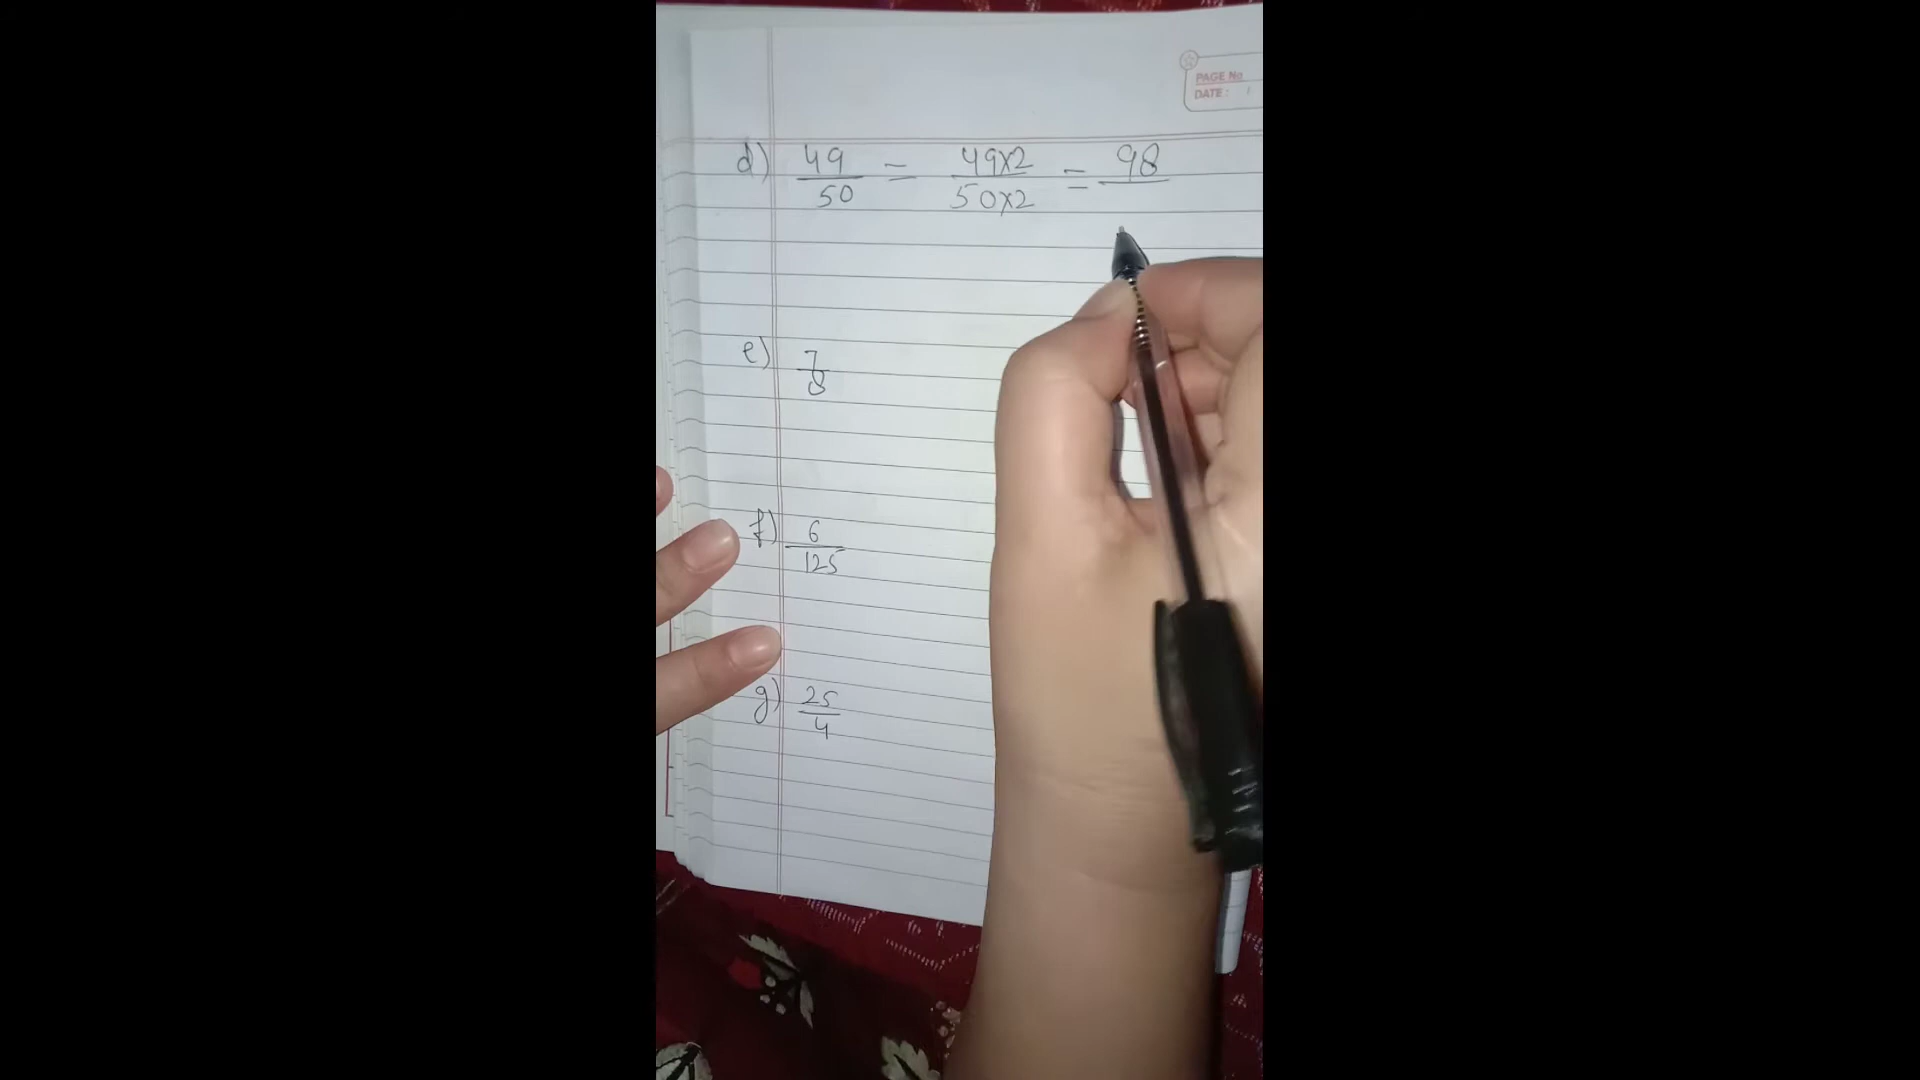 PAGE No
DATE:
d) 49/50 = 49x2/50x2 = 98/
e) 7/8
f) 6/125
g) 25/4